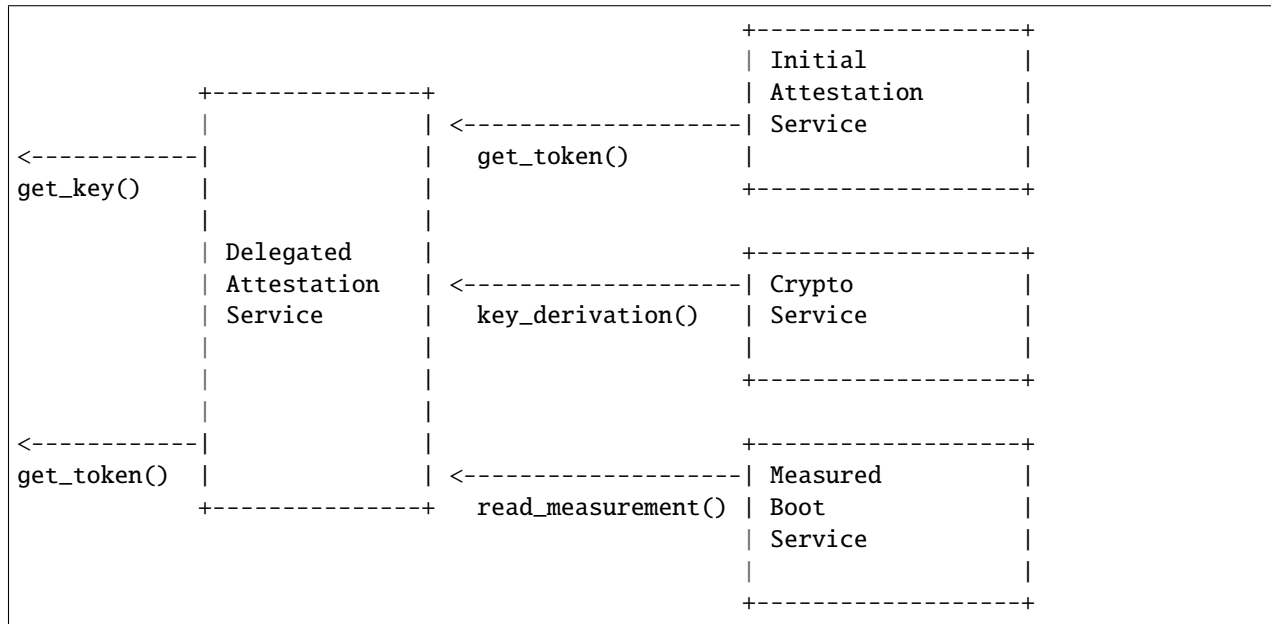 Initial
Attestation
Service
get_token()
get_key()
Delegated
Attestation
Service
Crypto
Service
key_derivation()
get_token()
Measured
Boot
Service
read_measurement()